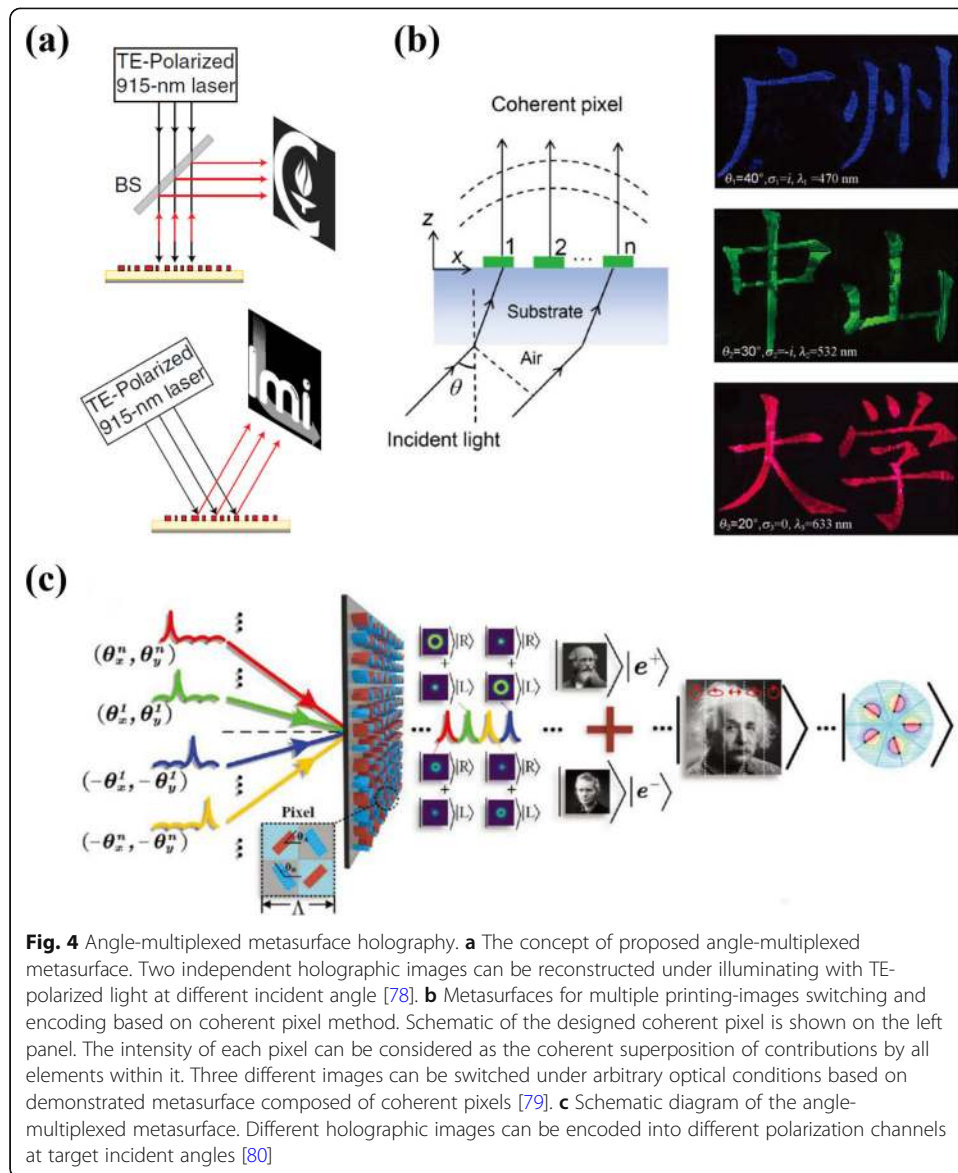 (a)
TE-Polarized
915-nm laser
BS
TE-Polarized
915-nm laser
imi
(b)
Coherent pixel
z
x
1
2
...
n
Substrate
Air
θ
Incident light
广州
θ₁=40°,σ₁=i, λ₁ =470 nm
中山
θ₂=30°,σ₂=-i, λ₂=532 nm
大学
θ₃=20°,σ₃=0, λ₃=633 nm
(c)
(θₓⁿ, θᵧⁿ)
(θₓ¹, θᵧ¹)
(-θₓ¹, -θᵧ¹)
(-θₓⁿ, -θᵧⁿ)
Pixel
Λ
|R⟩ |R⟩
+ +
|L⟩ |L⟩
... ...
|R⟩ |R⟩
+ +
|L⟩ |L⟩
|e⁺⟩
+
|e⁻⟩
... ...
Fig. 4 Angle-multiplexed metasurface holography. a The concept of proposed angle-multiplexed
metasurface. Two independent holographic images can be reconstructed under illuminating with TE-
polarized light at different incident angle [78]. b Metasurfaces for multiple printing-images switching and
encoding based on coherent pixel method. Schematic of the designed coherent pixel is shown on the left
panel. The intensity of each pixel can be considered as the coherent superposition of contributions by all
elements within it. Three different images can be switched under arbitrary optical conditions based on
demonstrated metasurface composed of coherent pixels [79]. c Schematic diagram of the angle-
multiplexed metasurface. Different holographic images can be encoded into different polarization channels
at target incident angles [80]